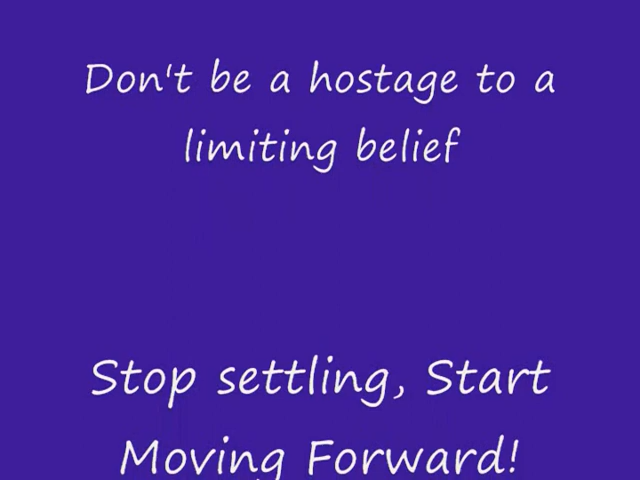 Don't be a hostage to a
limiting belief
Stop settling, Start
Moving Forward!